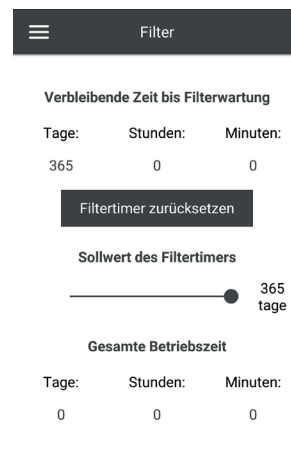 Filter
Verbleibende Zeit bis Filterwartung
Tage: Stunden: Minuten:
365 0 0
Filtertimer zurücksetzen
Sollwert des Filtertimers
365
tage
Gesamte Betriebszeit
Tage: Stunden: Minuten:
0 0 0